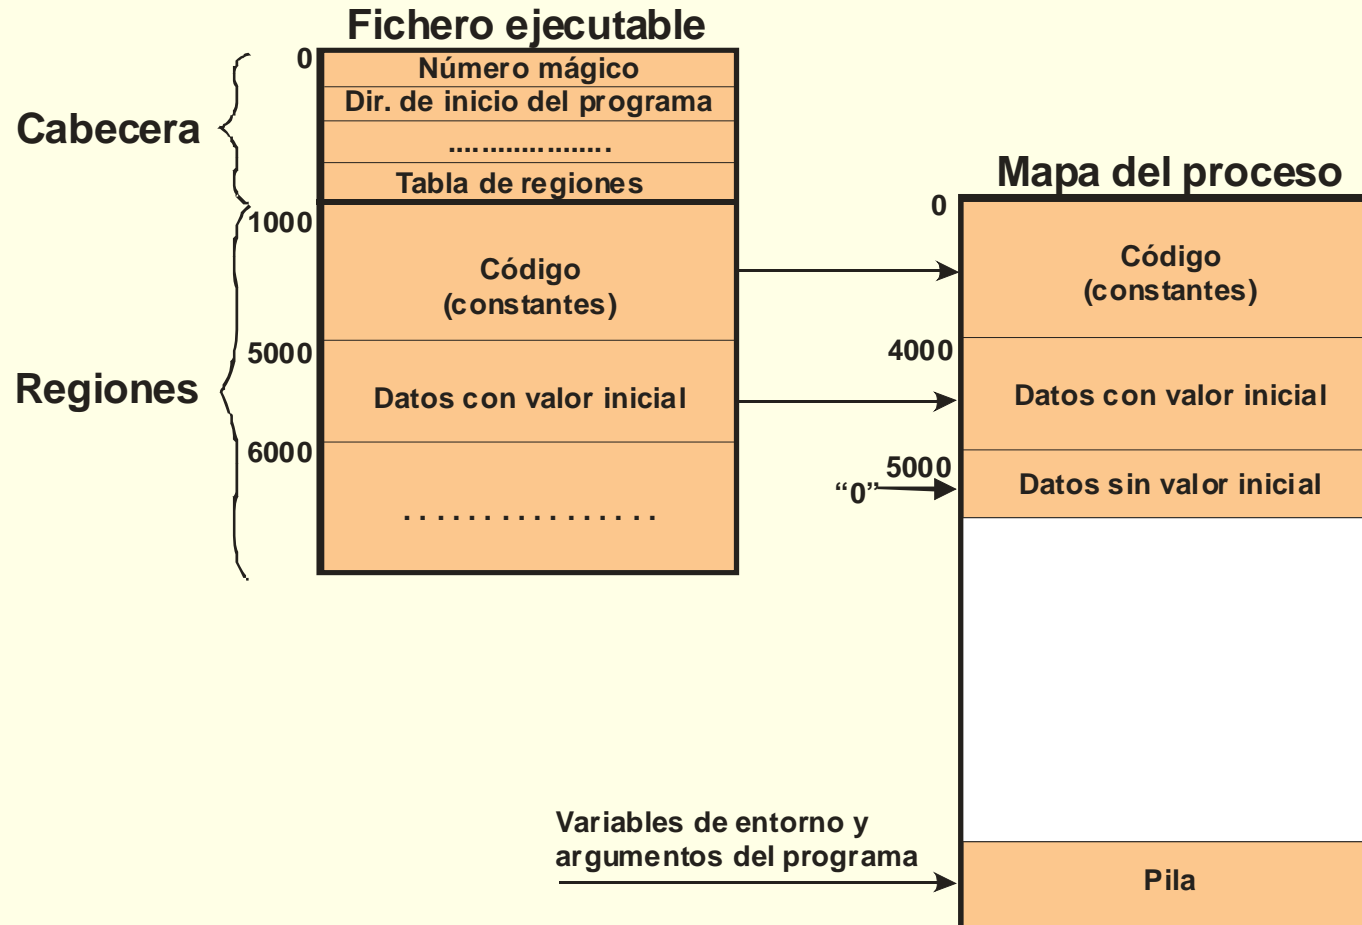 Fichero ejecutable
0
Número mágico
Dir. de inicio del programa
...................
Tabla de regiones
Cabecera
1000
Código
(constantes)
5000
Datos con valor inicial
6000
. . . . . . . . . . . . . . . .
Regiones
Mapa del proceso
0
Código
(constantes)
4000
Datos con valor inicial
5000
“0”
Datos sin valor inicial
Variables de entorno y
argumentos del programa
Pila